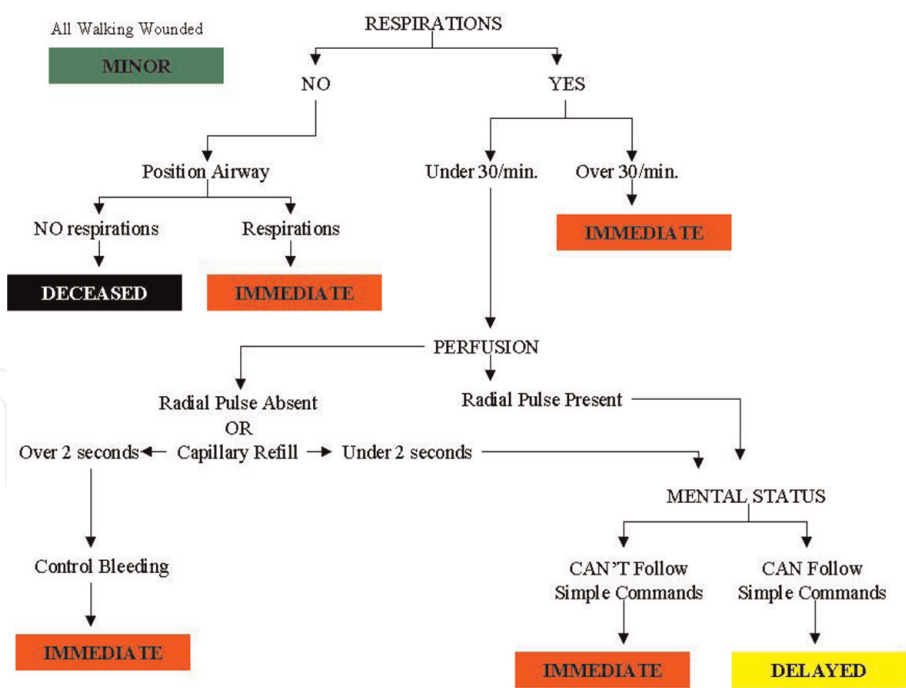 All Walking Wounded
MINOR
RESPIRATIONS
NO
YES
Position Airway
Under 30/min.
Over 30/min.
IMMEDIATE
NO respirations
Respirations
DECEASED
IMMEDIATE
PERFUSION
Radial Pulse Absent
OR
Radial Pulse Present
Over 2 seconds
Capillary Refill
Under 2 seconds
MENTAL STATUS
Control Bleeding
IMMEDIATE
CAN'T Follow
Simple Commands
CAN Follow
Simple Commands
IMMEDIATE
DELAYED